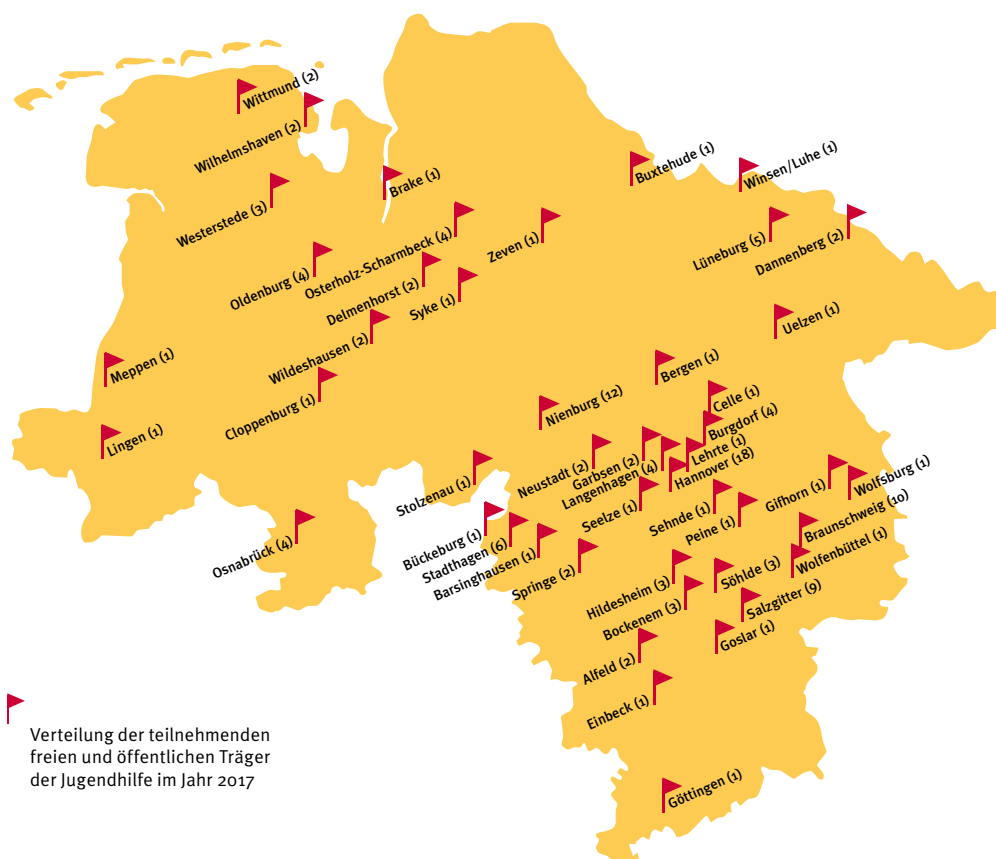 Wittmund (2)
Wilhelmshaven (2)
Brake (1)
Westerstede (3)
Buxtehude (1)
Winsen/Luhe (1)
Osterholz-Scharmbeck (4)
Zeven (1)
Lüneburg (5)
Dannenberg (2)
Oldenburg (4)
Delmenhorst (2)
Syke (1)
Uelzen (1)
Wildeshausen (2)
Meppen (1)
Bergen (1)
Cloppenburg (1)
Nienburg (12)
Celle (1)
Burgdorf (4)
Lingen (1)
Neustadt (2)
Garbsen (2)
Langenhagen (4)
Lehrte (1)
Hannover (18)
Stolzenau (1)
Seelze (1)
Sehnde (1)
Peine (1)
Gifhorn (1)
Wolfsburg (1)
Osnabrück (4)
Bückeburg (1)
Stadthagen (6)
Barsinghausen (1)
Springe (2)
Braunschweig (10)
Wolfenbüttel (1)
Hildesheim (3)
Söhlde (3)
Bockenem (3)
Salzgitter (9)
Alfeld (2)
Goslar (1)
Einbeck (1)
Verteilung der teilnehmenden
freien und öffentlichen Träger
der Jugendhilfe im Jahr 2017
Göttingen (1)